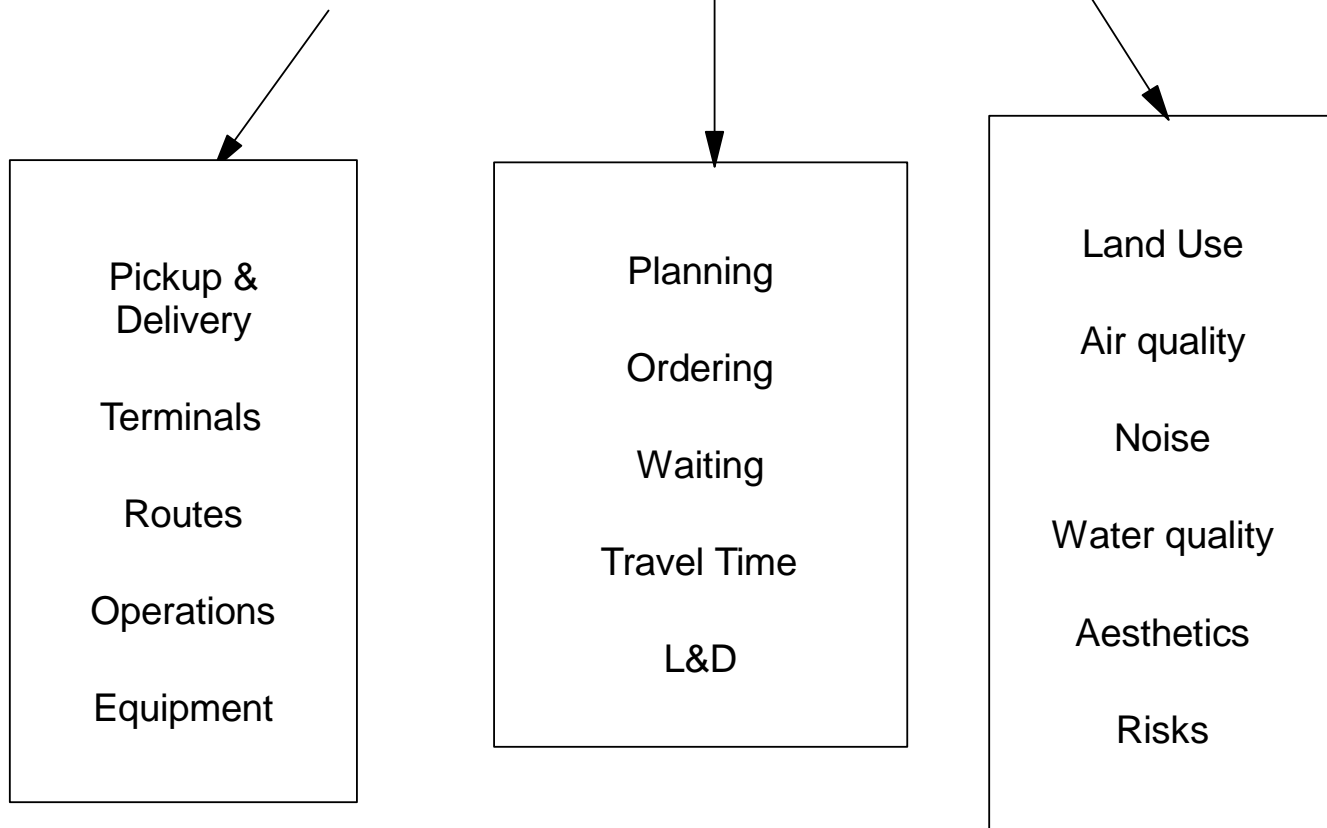 Pickup &
Delivery
Terminals
Routes
Operations
Equipment
Planning
Ordering
Waiting
Travel Time
L&D
Land Use
Air quality
Noise
Water quality
Aesthetics
Risks